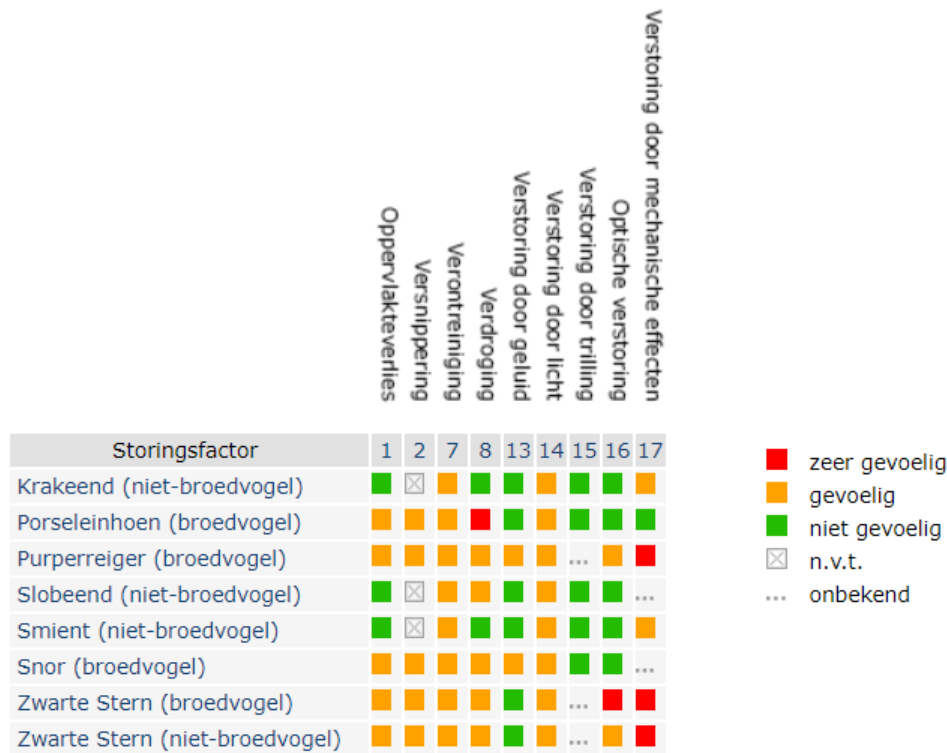 Oppervlakteverlies
Versnippering
Verontreiniging
Verdroging
Verstoring door geluid
Verstoring door licht
Verstoring door trilling
Optische verstoring
Verstoring door mechanische effecten
Storingsfactor 1 2 7 8 13 14 15 16 17
Krakeend (niet-broedvogel)
Porseleinhoen (broedvogel)
Purperreiger (broedvogel) ...
Slobeend (niet-broedvogel) ...
Smient (niet-broedvogel)
Snor (broedvogel) ...
Zwarte Stern (broedvogel) ...
Zwarte Stern (niet-broedvogel) ...
zeer gevoelig
gevoelig
niet gevoelig
n.v.t.
... onbekend